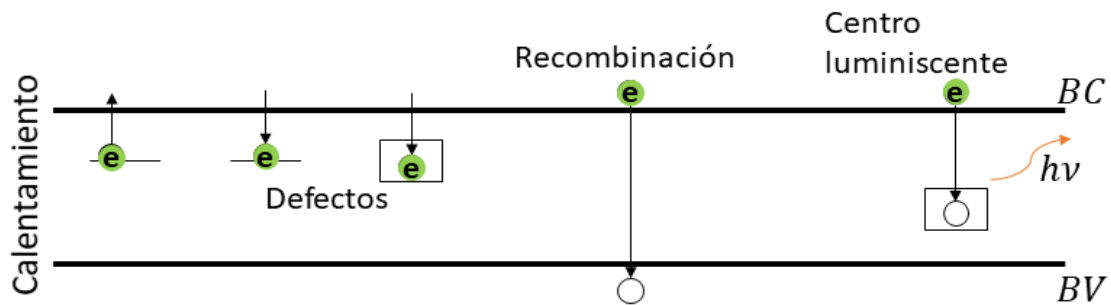 Centro
luminiscente
Recombinación
BC
Calentamiento
e
e
e
e
e
Defectos
hν
BV